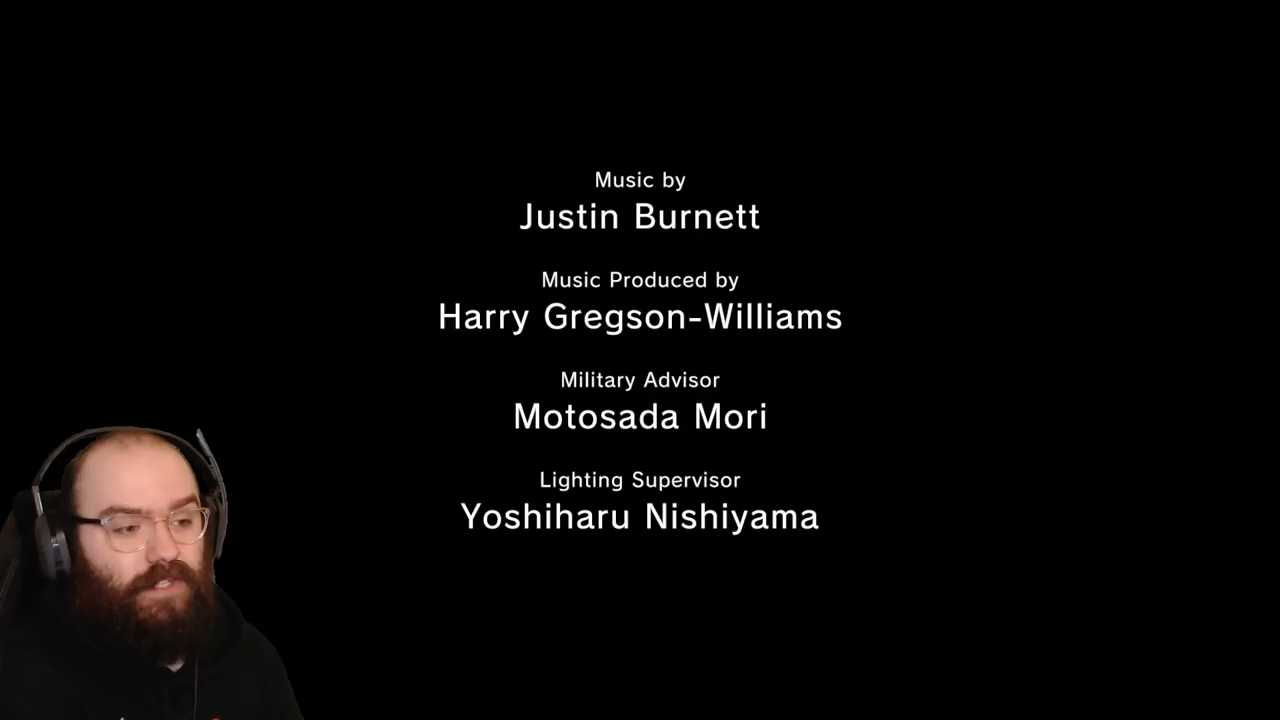 Music by
Justin Burnett
Music Produced by
Harry Gregson-Williams
Military Advisor
Motosada Mori
Lighting Supervisor
Yoshiharu Nishiyama